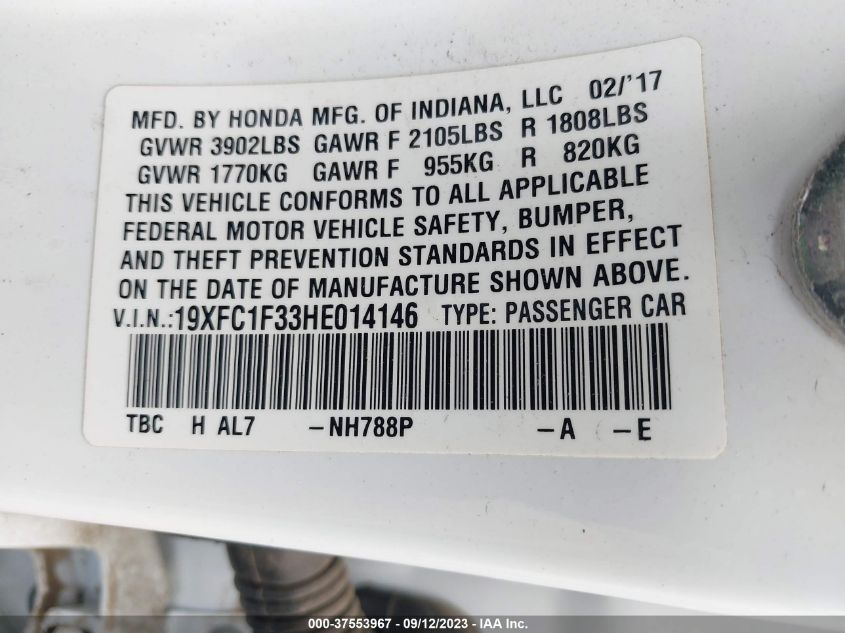 MFD. BY HONDA MFG. OF INDIANA, LLC 02/'17
GVWR 3902LBS GAWR F 2105LBS R 1808LBS
GVWR 1770KG GAWR F 955KG R 820KG
THIS VEHICLE CONFORMS TO ALL APPLICABLE
FEDERAL MOTOR VEHICLE SAFETY, BUMPER,
AND THEFT PREVENTION STANDARDS IN EFFECT
ON THE DATE OF MANUFACTURE SHOWN ABOVE.
V.I.N.:19XFC1F33HE014146 TYPE: PASSENGER CAR
TBC H AL7 -NH788P -A -E
000-37553967 - 09/12/2023 - IAA Inc.